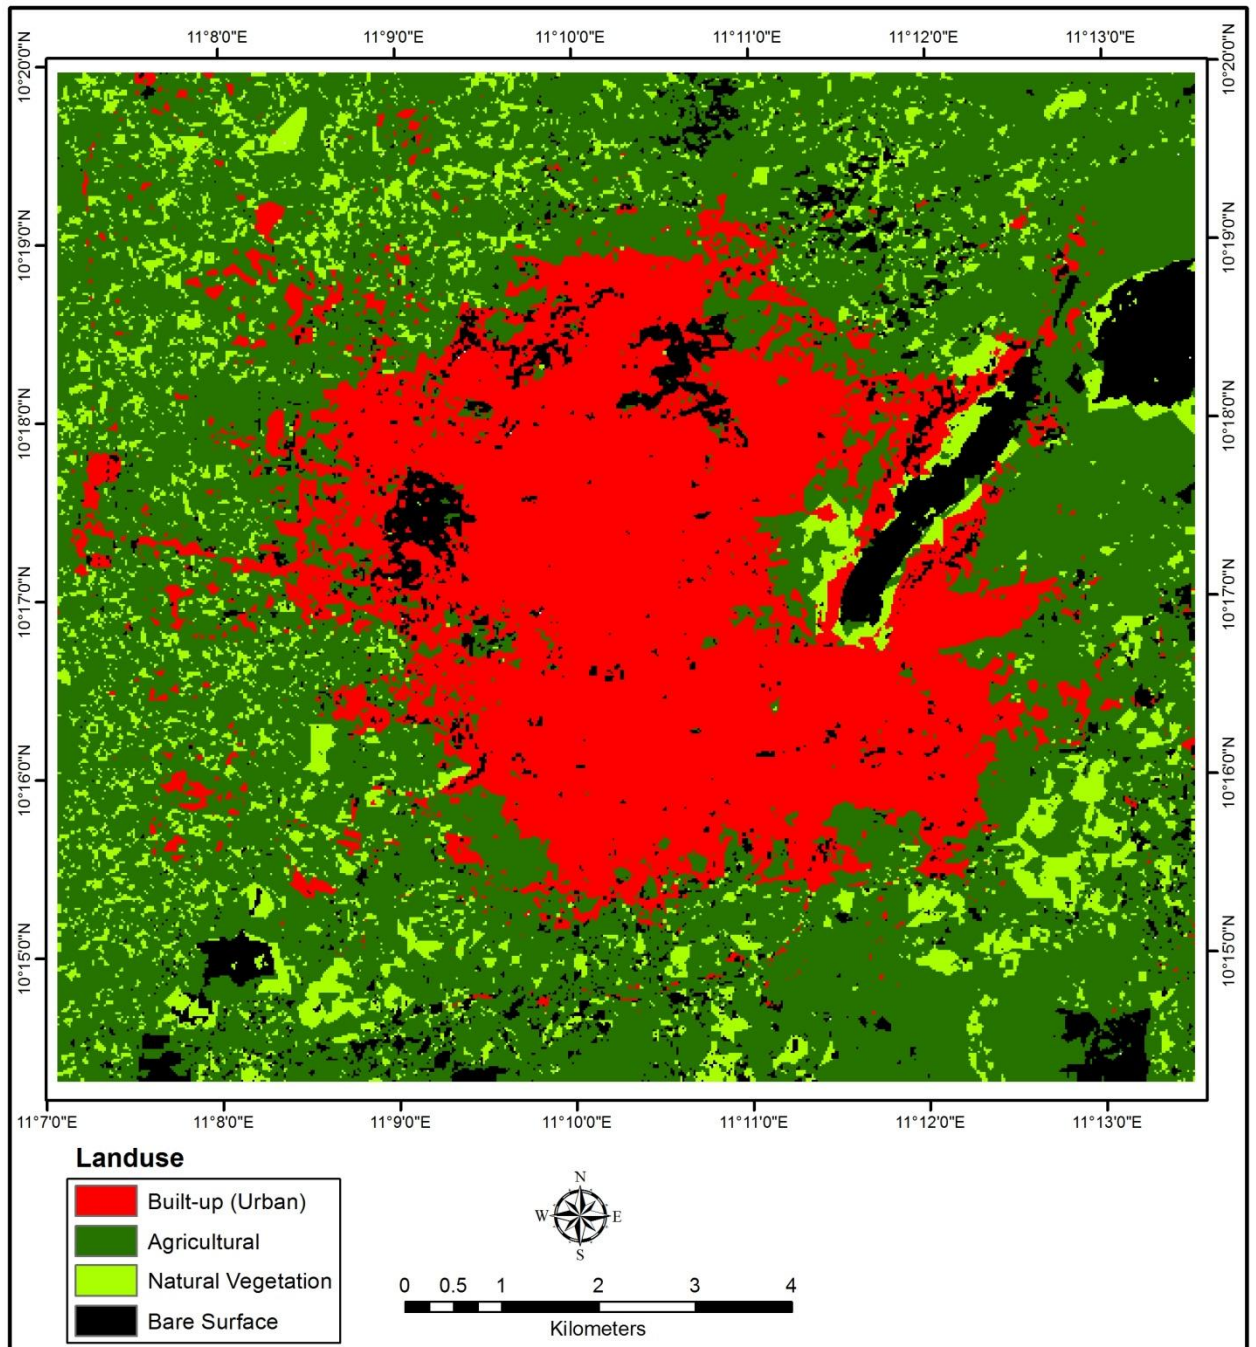 11°8'0"E 11°9'0"E 11°10'0"E 11°11'0"E 11°12'0"E 11°13'0"E
10°20'0"N 10°20'0"N
10°19'0"N 10°19'0"N
10°18'0"N 10°18'0"N
10°17'0"N 10°17'0"N
10°16'0"N 10°16'0"N
10°15'0"N 10°15'0"N
11°7'0"E 11°8'0"E 11°9'0"E 11°10'0"E 11°11'0"E 11°12'0"E 11°13'0"E
Landuse
Built-up (Urban)
Agricultural
Natural Vegetation
Bare Surface
N
W E
S
0 0.5 1 2 3 4
Kilometers